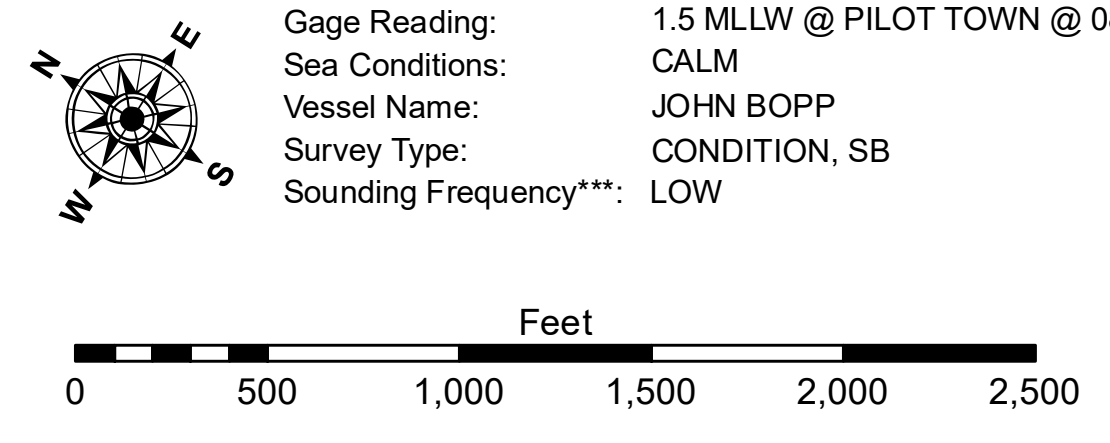 N E S W
Gage Reading: 1.5 MLLW @ PILOT TOWN @ 0
Sea Conditions: CALM
Vessel Name: JOHN BOPP
Survey Type: CONDITION, SB
Sounding Frequency***: LOW
Feet
0 500 1,000 1,500 2,000 2,500